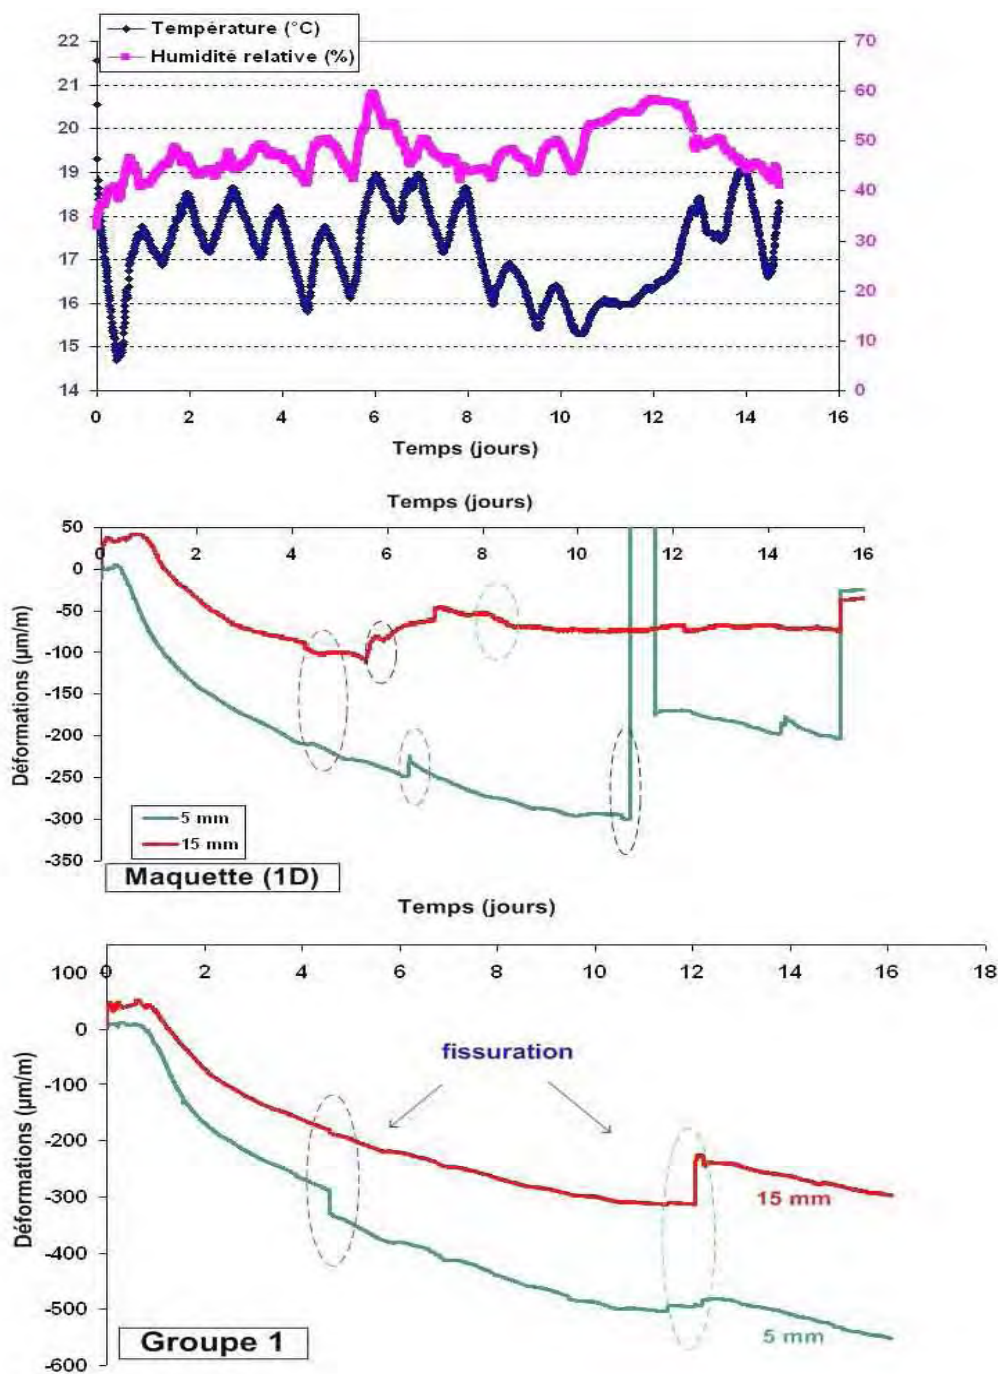 Température (°C)
Humidité relative (%)
22
21
20
19
18
17
16
15
14
70
60
50
40
30
20
10
0
0 2 4 6 8 10 12 14 16
Temps (jours)
Temps (jours)
50
0
-50
-100
-150
-200
-250
-300
-350
0 2 4 6 8 10 12 14 16
Déformations (µm/m)
5 mm
15 mm
Maquette (1D)
Temps (jours)
100
0
-100
-200
-300
-400
-500
-600
0 2 4 6 8 10 12 14 16 18
Déformations (µm/m)
fissuration
15 mm
5 mm
Groupe 1